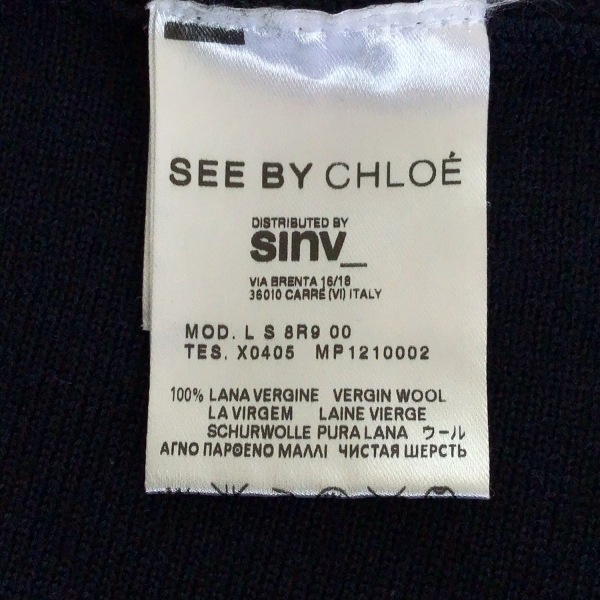 SEE BY CHLOÉ
DISTRIBUTED BY
sinv_
VIA BRENTA 16/18
36010 CARRÈ (VI) ITALY
MOD. L S 8R9 00
TES. X0405 MP1210002
100% LANA VERGINE VERGIN WOOL
LA VIRGEM LAINE VIERGE
SCHURWOLLE PURA LANA ウール
ΑΓΝΟ ΠΑΡΘΕΝΟ ΜΑΛΛΙ ЧИСТАЯ ШЕРСТЬ